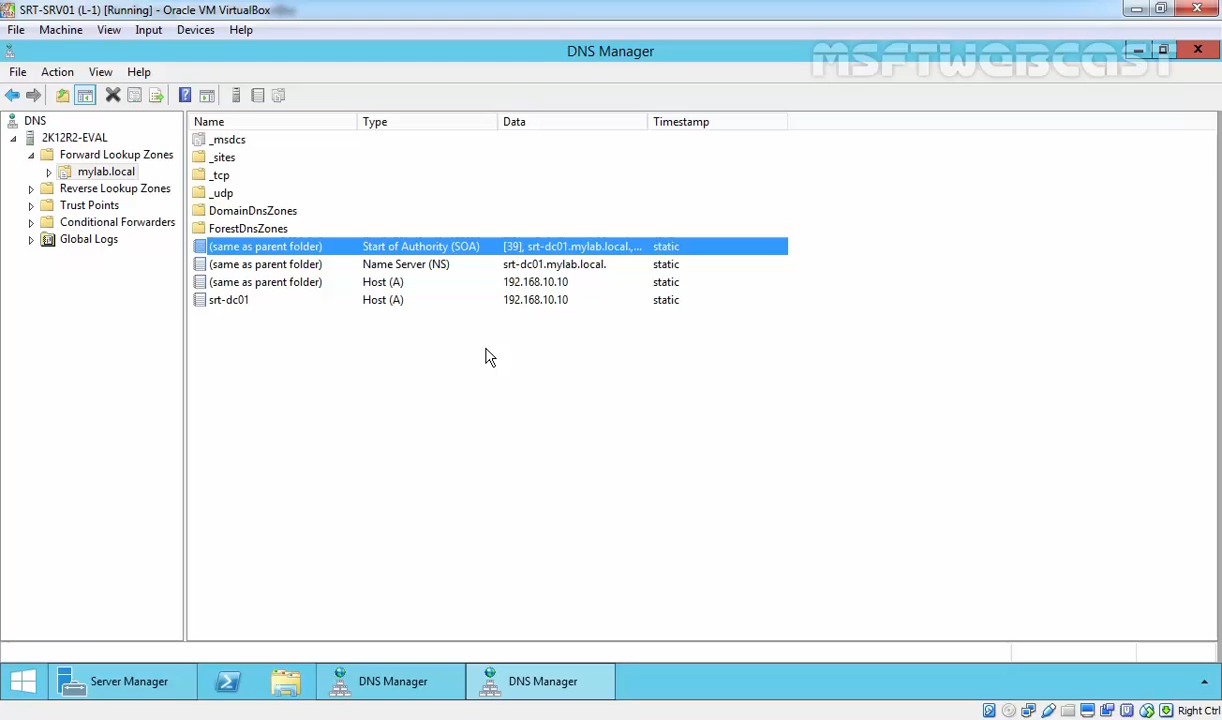 SRT-SRV01 (L-1) [Running] - Oracle VM VirtualBox
File Machine View Input Devices Help
DNS Manager
MSFTWEBCAST
File Action View Help
DNS
2K12R2-EVAL
Forward Lookup Zones
mylab.local
Reverse Lookup Zones
Trust Points
Conditional Forwarders
Global Logs
Name Type Data Timestamp
_msdcs
_sites
_tcp
_udp
DomainDnsZones
ForestDnsZones
(same as parent folder) Start of Authority (SOA) [39], srt-dc01.mylab.local.,... static
(same as parent folder) Name Server (NS) srt-dc01.mylab.local. static
(same as parent folder) Host (A) 192.168.10.10 static
srt-dc01 Host (A) 192.168.10.10 static
Server Manager DNS Manager DNS Manager
Right Ctrl